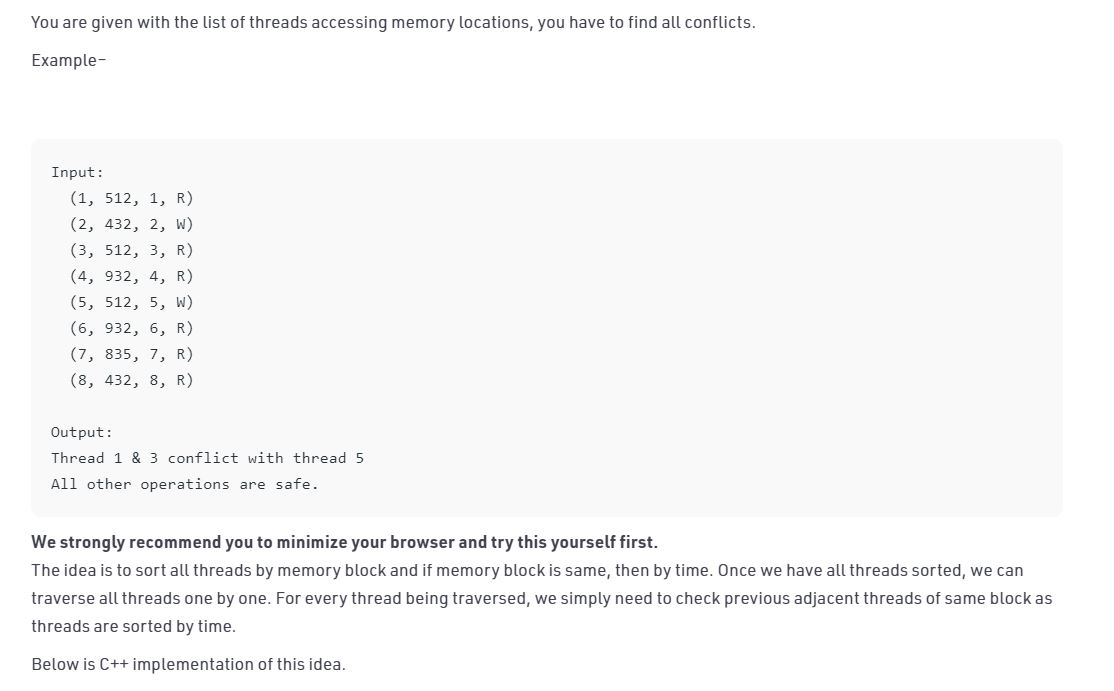 You are given with the list of threads accessing memory locations, you have to find all conflicts.
Example-
Input:
(1, 512, 1, R)
(2, 432, 2, W)
(3, 512, 3, R)
(4, 932, 4, R)
(5, 512, 5, W)
(6, 932, 6, R)
(7, 835, 7, R)
(8, 432, 8, R)
Output:
Thread 1 & 3 conflict with thread 5
All other operations are safe.
We strongly recommend you to minimize your browser and try this yourself first.
The idea is to sort all threads by memory block and if memory block is same, then by time. Once we have all threads sorted, we can
traverse all threads one by one. For every thread being traversed, we simply need to check previous adjacent threads of same block as
threads are sorted by time.
Below is C++ implementation of this idea.